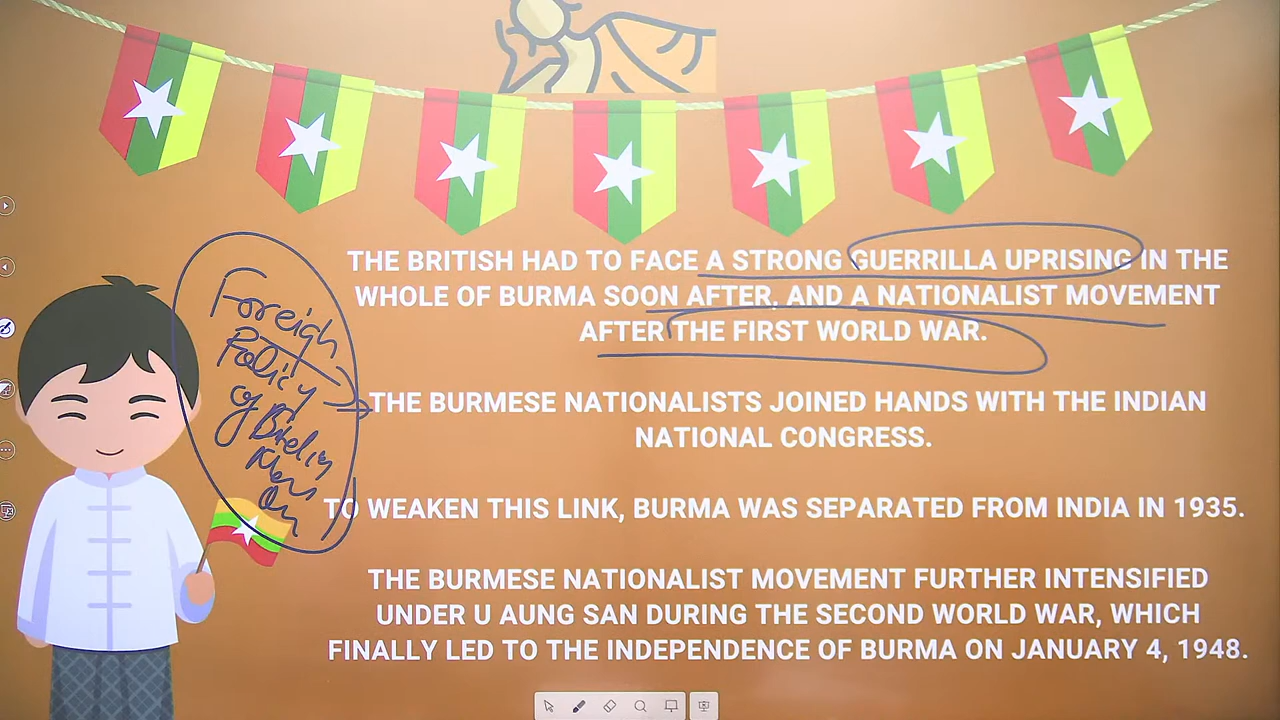 THE BRITISH HAD TO FACE A STRONG GUERRILLA UPRISING IN THE
WHOLE OF BURMA SOON AFTER, AND A NATIONALIST MOVEMENT
AFTER THE FIRST WORLD WAR.
Foreign
Policy
of
THE BURMESE NATIONALISTS JOINED HANDS WITH THE INDIAN
NATIONAL CONGRESS.
TO WEAKEN THIS LINK, BURMA WAS SEPARATED FROM INDIA IN 1935.
THE BURMESE NATIONALIST MOVEMENT FURTHER INTENSIFIED
UNDER U AUNG SAN DURING THE SECOND WORLD WAR, WHICH
FINALLY LED TO THE INDEPENDENCE OF BURMA ON JANUARY 4, 1948.